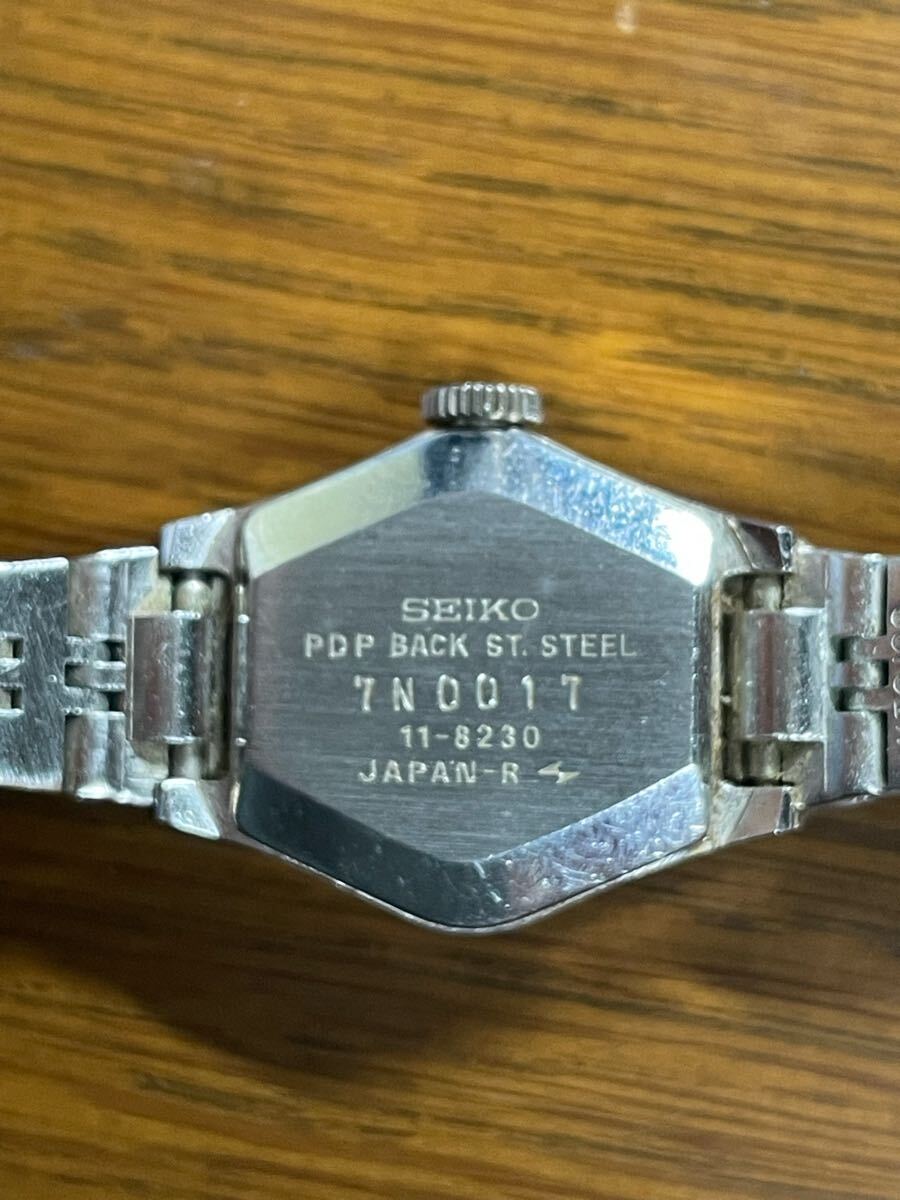 SEIKO
PDP BACK ST. STEEL
7N0017
11-8230
JAPAN-R